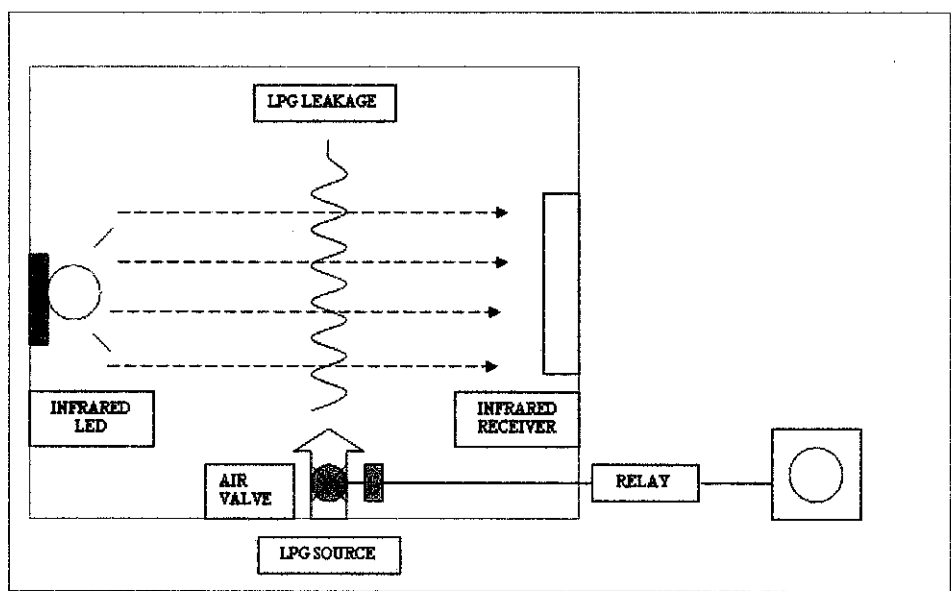 LPG LEAKAGE
INFRARED
LED
INFRARED
RECEIVER
AIR
VALVE
RELAY
LPG SOURCE